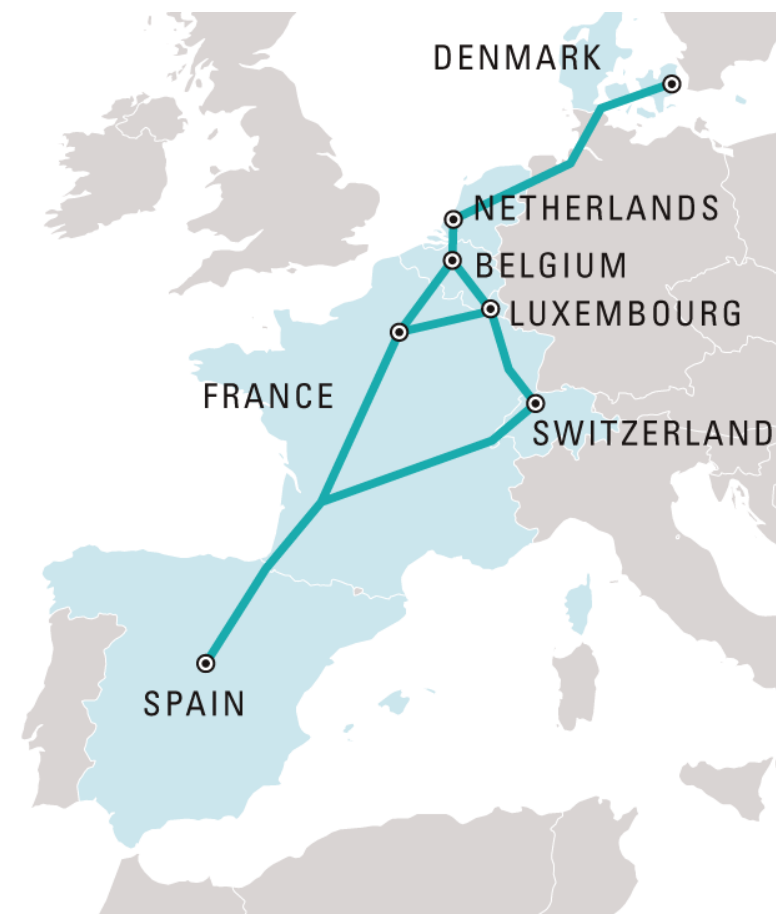 DENMARK
NETHERLANDS
BELGIUM
LUXEMBOURG
FRANCE
SWITZERLAND
SPAIN